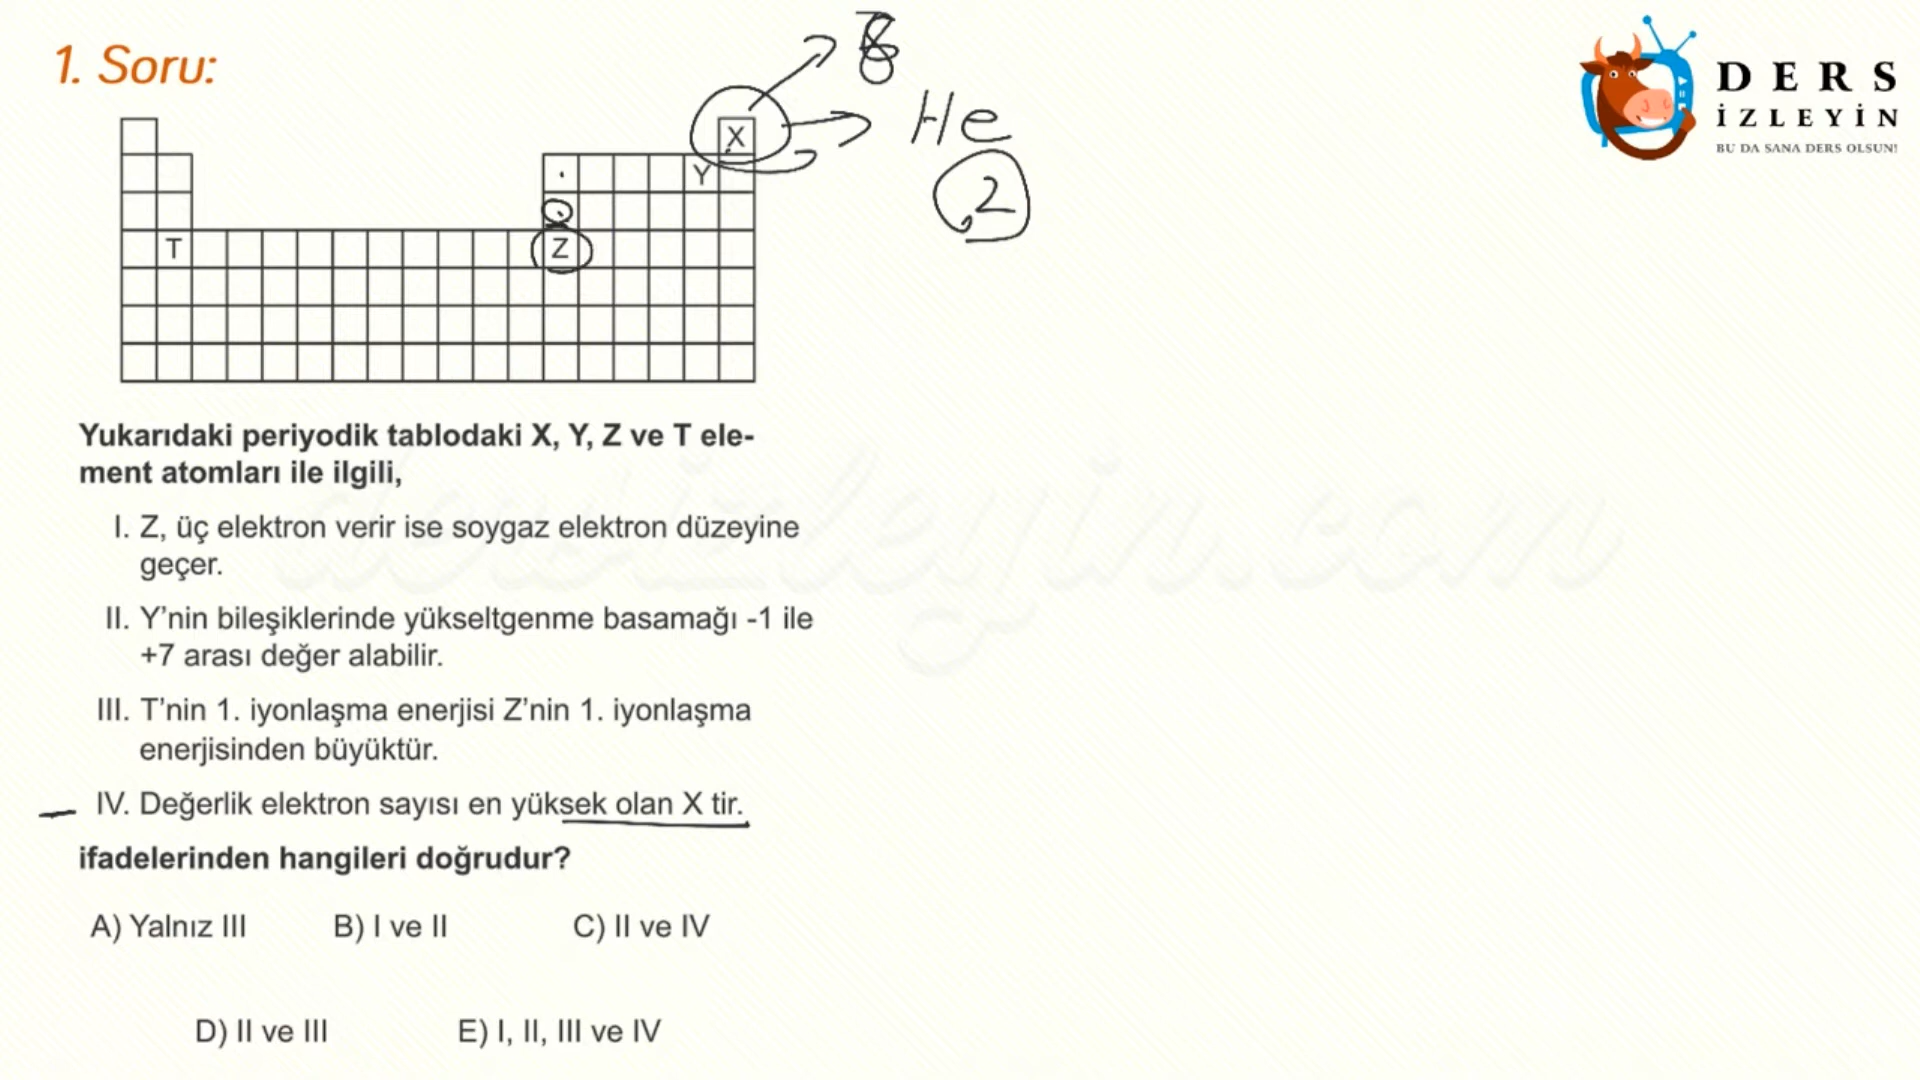 1. Soru:
8
He
2
X
Y
T
Z
DERS
İZLEYİN
BU DA SANA DERS OLSUN!
Yukarıdaki periyodik tablodaki X, Y, Z ve T ele-
ment atomları ile ilgili,
I. Z, üç elektron verir ise soygaz elektron düzeyine
geçer.
II. Y’nin bileşiklerinde yükseltgenme basamağı -1 ile
+7 arası değer alabilir.
III. T’nin 1. iyonlaşma enerjisi Z’nin 1. iyonlaşma
enerjisinden büyüktür.
IV. Değerlik elektron sayısı en yüksek olan X tir.
ifadelerinden hangileri doğrudur?
A) Yalnız III B) I ve II C) II ve IV
D) II ve III E) I, II, III ve IV
dersizleyin.com